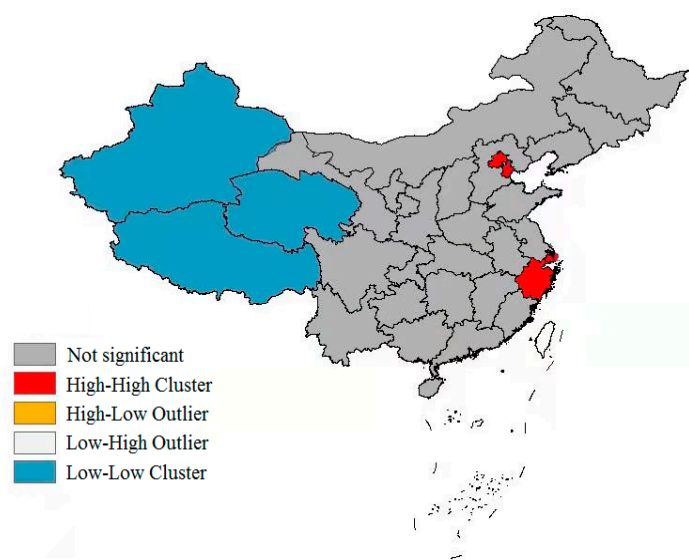 Not significant
High-High Cluster
High-Low Outlier
Low-High Outlier
Low-Low Cluster